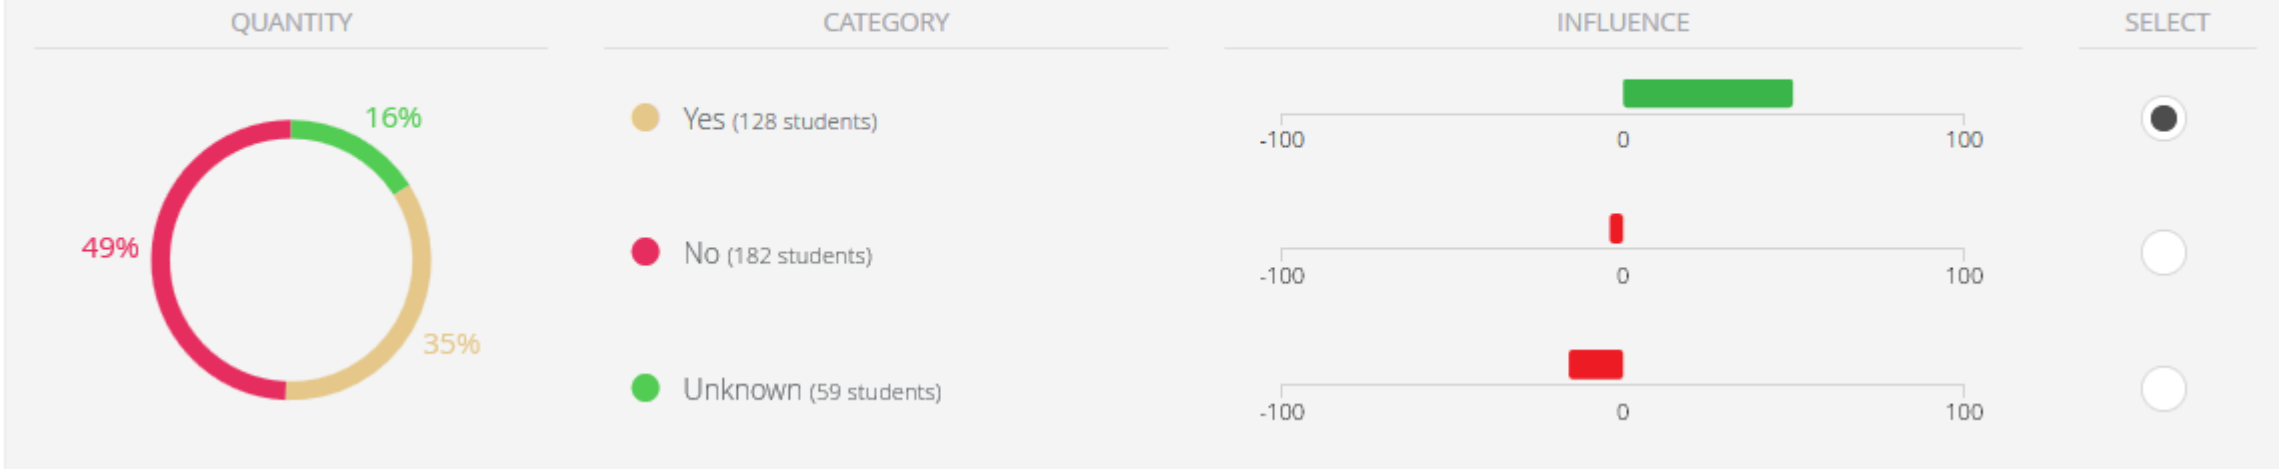 QUANTITY
CATEGORY
INFLUENCE
SELECT
16%
49%
35%
Yes (128 students)
-100 0 100
No (182 students)
-100 0 100
Unknown (59 students)
-100 0 100